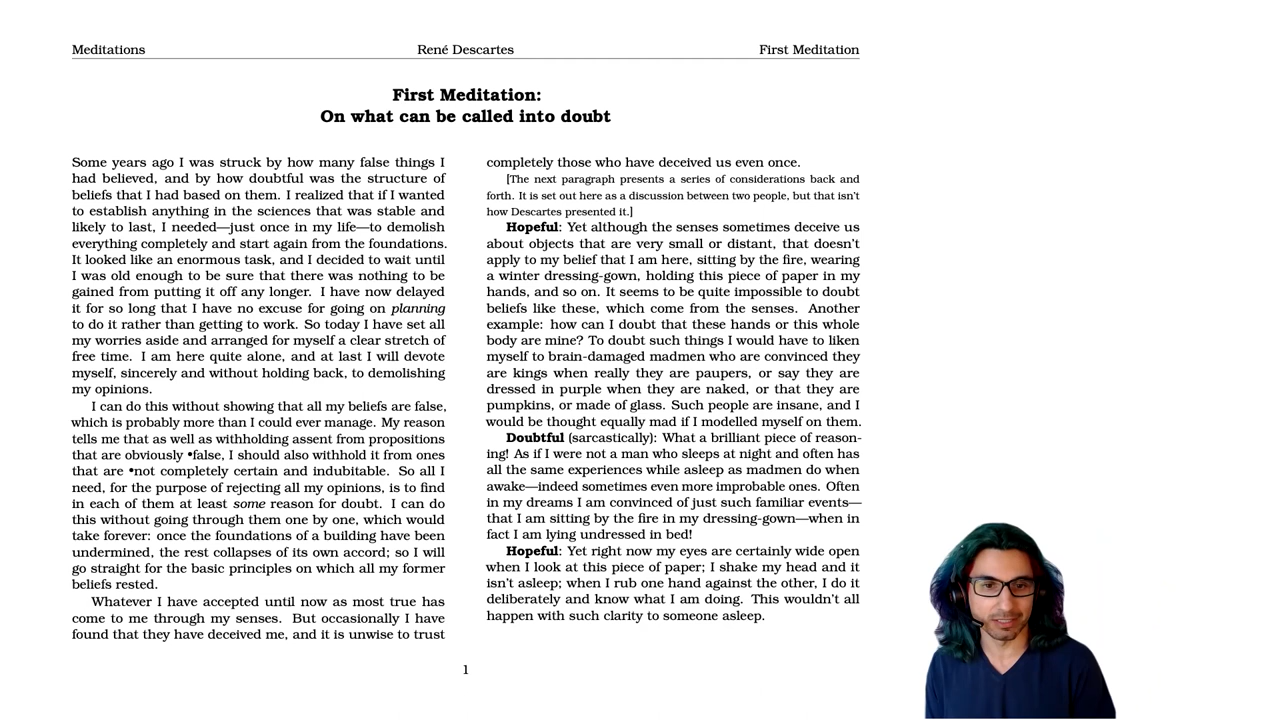 Meditations René Descartes First Meditation
First Meditation:
On what can be called into doubt
Some years ago I was struck by how many false things I
had believed, and by how doubtful was the structure of
beliefs that I had based on them. I realized that if I wanted
to establish anything in the sciences that was stable and
likely to last, I needed—just once in my life—to demolish
everything completely and start again from the foundations.
It looked like an enormous task, and I decided to wait until
I was old enough to be sure that there was nothing to be
gained from putting it off any longer. I have now delayed
it for so long that I have no excuse for going on planning
to do it rather than getting to work. So today I have set all
my worries aside and arranged for myself a clear stretch of
free time. I am here quite alone, and at last I will devote
myself, sincerely and without holding back, to demolishing
my opinions.
I can do this without showing that all my beliefs are false,
which is probably more than I could ever manage. My reason
tells me that as well as withholding assent from propositions
that are obviously •false, I should also withhold it from ones
that are •not completely certain and indubitable. So all I
need, for the purpose of rejecting all my opinions, is to find
in each of them at least some reason for doubt. I can do
this without going through them one by one, which would
take forever: once the foundations of a building have been
undermined, the rest collapses of its own accord; so I will
go straight for the basic principles on which all my former
beliefs rested.
Whatever I have accepted until now as most true has
come to me through my senses. But occasionally I have
found that they have deceived me, and it is unwise to trust
completely those who have deceived us even once.
[The next paragraph presents a series of considerations back and
forth. It is set out here as a discussion between two people, but that isn't
how Descartes presented it.]
Hopeful: Yet although the senses sometimes deceive us
about objects that are very small or distant, that doesn't
apply to my belief that I am here, sitting by the fire, wearing
a winter dressing-gown, holding this piece of paper in my
hands, and so on. It seems to be quite impossible to doubt
beliefs like these, which come from the senses. Another
example: how can I doubt that these hands or this whole
body are mine? To doubt such things I would have to liken
myself to brain-damaged madmen who are convinced they
are kings when really they are paupers, or say they are
dressed in purple when they are naked, or that they are
pumpkins, or made of glass. Such people are insane, and I
would be thought equally mad if I modelled myself on them.
Doubtful (sarcastically): What a brilliant piece of reason-
ing! As if I were not a man who sleeps at night and often has
all the same experiences while asleep as madmen do when
awake—indeed sometimes even more improbable ones. Often
in my dreams I am convinced of just such familiar events—
that I am sitting by the fire in my dressing-gown—when in
fact I am lying undressed in bed!
Hopeful: Yet right now my eyes are certainly wide open
when I look at this piece of paper; I shake my head and it
isn't asleep; when I rub one hand against the other, I do it
deliberately and know what I am doing. This wouldn't all
happen with such clarity to someone asleep.
1